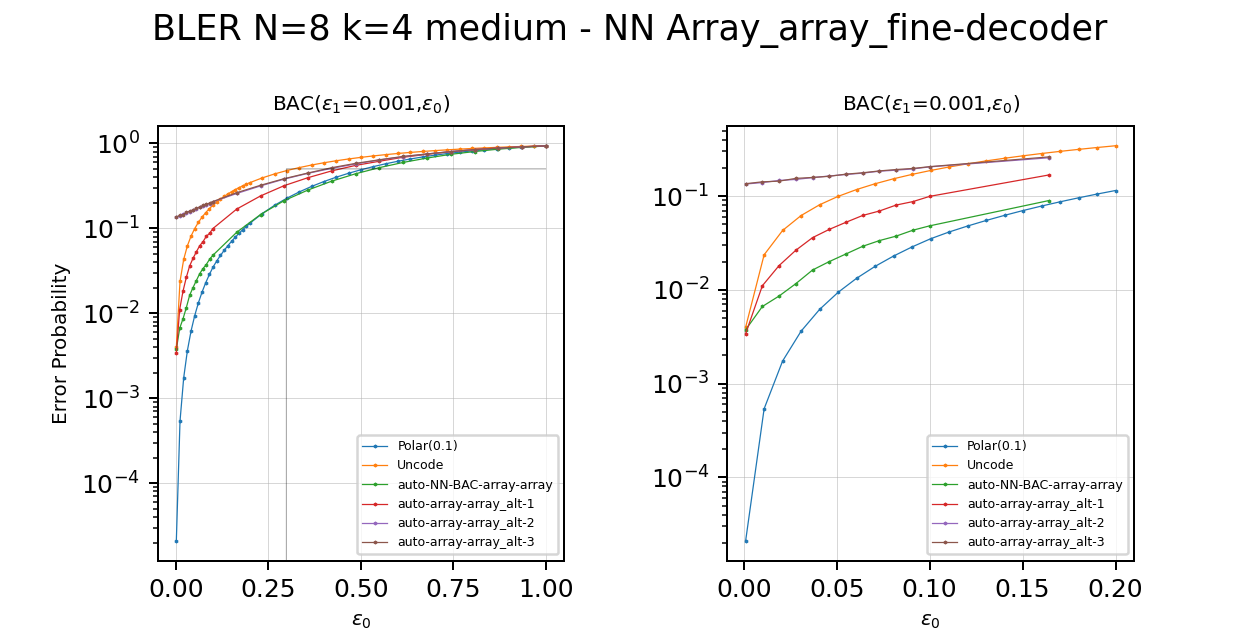 BLER N=8 k=4 medium - NN Array_array_fine-decoder
BAC(ε₁=0.001,ε₀)
Error Probability
10⁰
10⁻¹
10⁻²
10⁻³
10⁻⁴
0.00 0.25 0.50 0.75 1.00
ε₀
Polar(0.1)
Uncode
auto-NN-BAC-array-array
auto-array-array_alt-1
auto-array-array_alt-2
auto-array-array_alt-3
BAC(ε₁=0.001,ε₀)
10⁻¹
10⁻²
10⁻³
10⁻⁴
0.00 0.05 0.10 0.15 0.20
ε₀
Polar(0.1)
Uncode
auto-NN-BAC-array-array
auto-array-array_alt-1
auto-array-array_alt-2
auto-array-array_alt-3